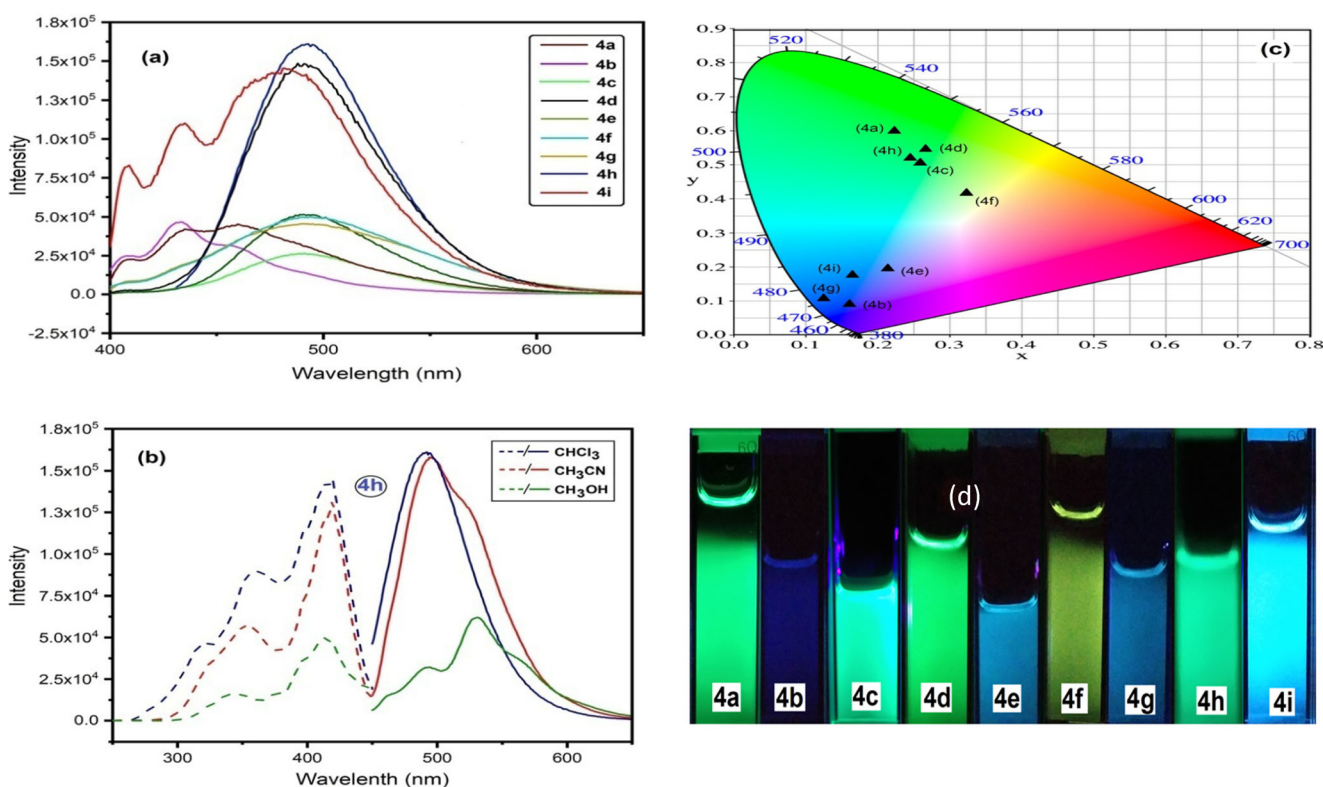 (a)
1.8x10⁵
1.5x10⁵
1.3x10⁵
1.0x10⁵
7.5x10⁴
5.0x10⁴
2.5x10⁴
0.0
-2.5x10⁴
Intensity
400
500
600
Wavelength (nm)
4a
4b
4c
4d
4e
4f
4g
4h
4i
(c)
0.9
0.8
0.7
0.6
0.5
0.4
0.3
0.2
0.1
0.0
y
0.0 0.1 0.2 0.3 0.4 0.5 0.6 0.7 0.8
x
520
540
560
580
600
620
700
500
490
480
470
460
380
(4a)
(4h)
(4d)
(4c)
(4f)
(4i)
(4e)
(4g)
(4b)
(b)
1.8x10⁵
1.5x10⁵
1.3x10⁵
1.0x10⁵
7.5x10⁴
5.0x10⁴
2.5x10⁴
0.0
Intensity
300
400
500
600
Wavelenth (nm)
4h
CHCl₃
CH₃CN
CH₃OH
(d)
4a 4b 4c 4d 4e 4f 4g 4h 4i